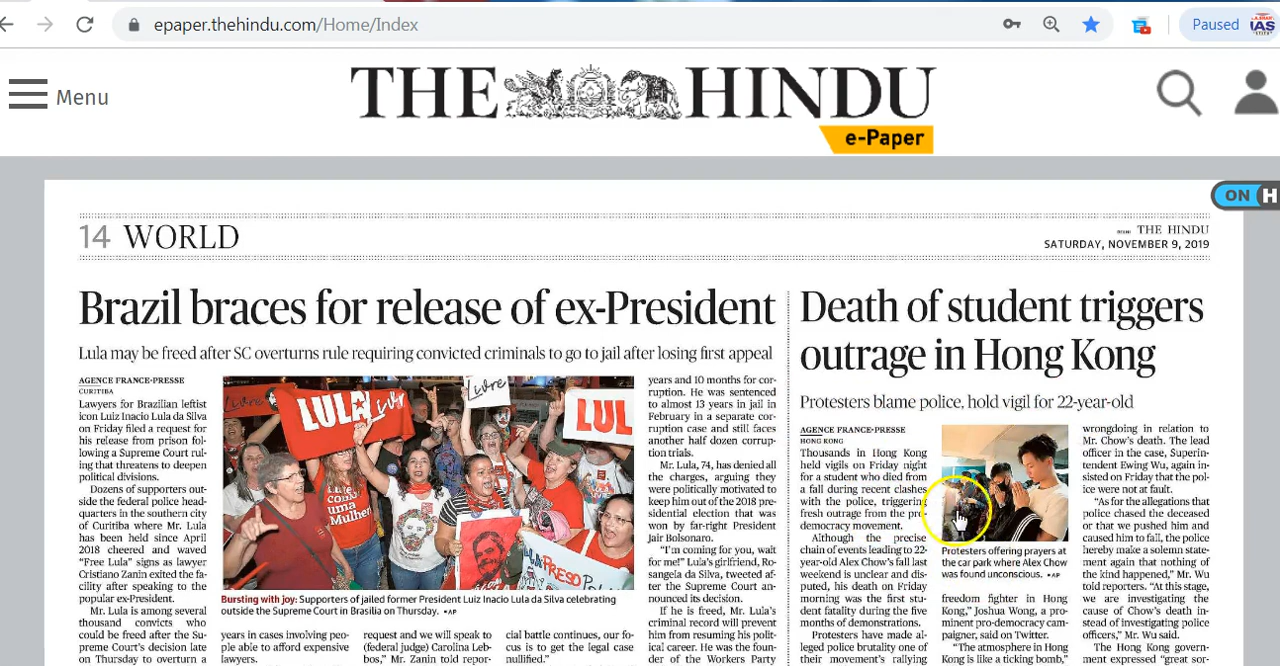 epaper.thehindu.com/Home/Index
Paused
IAS
Menu
THE HINDU
e-Paper
ON H
14 WORLD
THE HINDU
SATURDAY, NOVEMBER 9, 2019
Brazil braces for release of ex-President
Lula may be freed after SC overturns rule requiring convicted criminals to go to jail after losing first appeal
AGENCE FRANCE-PRESSE
CURITIBA
Lawyers for Brazilian leftist
icon Luiz Inacio Lula da Silva
on Friday filed a request for
his release from prison fol-
lowing a Supreme Court rul-
ing that threatens to deepen
political divisions.
Dozens of supporters out-
side the federal police head-
quarters in the southern city
of Curitiba where Mr. Lula
has been held since April
2018 cheered and waved
“Free Lula” signs as lawyer
Cristiano Zanin exited the fa-
cility after speaking to the
popular ex-President.
Mr. Lula is among several
thousand convicts who
could be freed after the Su-
preme Court's decision late
on Thursday to overturn a
Livre
LULA Livre
Livre
LUL
LULA
como
uma
Mulher
PRESO
Bursting with joy: Supporters of jailed former President Luiz Inacio Lula da Silva celebrating
outside the Supreme Court in Brasilia on Thursday. •AP
years in cases involving peo-
ple able to afford expensive
lawyers.
request and we will speak to
(federal judge) Carolina Leb-
bos,” Mr. Zanin told repor-
cial battle continues, our fo-
cus is to get the legal case
nullified.”
years and 10 months for cor-
ruption. He was sentenced
to almost 13 years in jail in
February in a separate cor-
ruption case and still faces
another half dozen corrup-
tion trials.
Mr. Lula, 74, has denied all
the charges, arguing they
were politically motivated to
keep him out of the 2018 pre-
sidential election that was
won by far-right President
Jair Bolsonaro.
“I'm coming for you, wait
for me!” Lula's girlfriend, Ro-
sangela da Silva, tweeted af-
ter the Supreme Court an-
nounced its decision.
If he is freed, Mr. Lula's
criminal record will prevent
him from resuming his polit-
ical career. He was the foun-
der of the Workers Party
Death of student triggers
outrage in Hong Kong
Protesters blame police, hold vigil for 22-year-old
AGENCE FRANCE-PRESSE
HONG KONG
Thousands in Hong Kong
held vigils on Friday night
for a student who died from
a fall during recent clashes
with the police, triggering
fresh outrage from the pro-
democracy movement.
Although the precise
chain of events leading to 22-
year-old Alex Chow's fall last
weekend is unclear and dis-
puted, his death on Friday
morning was the first stu-
dent fatality during the five
months of demonstrations.
Protesters have made al-
leged police brutality one of
their movement's rallying
Protesters offering prayers at
the car park where Alex Chow
was found unconscious. •AP
freedom fighter in Hong
Kong,” Joshua Wong, a pro-
minent pro-democracy cam-
paigner, said on Twitter.
“The atmosphere in Hong
Kong is like a ticking bomb,”
wrongdoing in relation to
Mr. Chow's death. The lead
officer in the case, Superin-
tendent Ewing Wu, again in-
sisted on Friday that the pol-
ice were not at fault.
“As for the allegations that
police chased the deceased
or that we pushed him and
caused him to fall, the police
hereby make a solemn state-
ment again that nothing of
the kind happened,” Mr. Wu
told reporters. “At this stage,
we are investigating the
cause of Chow's death in-
stead of investigating police
officers,” Mr. Wu said.
The Hong Kong govern-
ment expressed “great